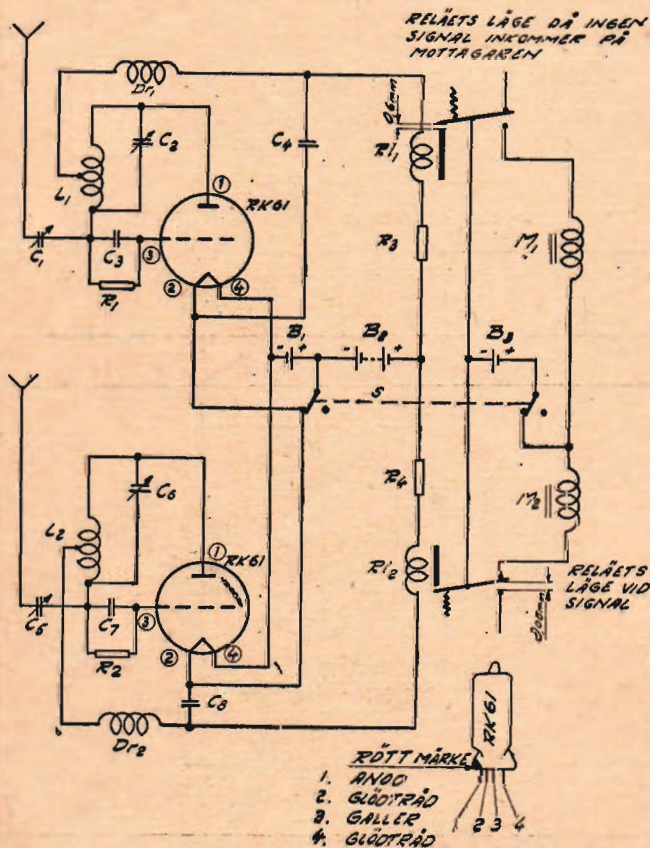 RELÄETS LÄGE DÅ INGEN
SIGNAL INKOMMER PÅ
MOTTAGAREN
Dr1
0,6mm
C2
C4
Rl1
L1
①
RK61
C1
C3
③
R1
②
④
R3
M1
B1
B2
B3
- +
- +
- +
S
C6
R4
M2
L2
①
RK61
Rl2
RELÄETS
LÄGE VID
SIGNAL
C5
C7
③
R2
②
④
C8
Dr2
RK61
RÖTT MÄRKE
1. ANOD
2. GLÖDTRÅD
3. GALLER
4. GLÖDTRÅD
1 2 3 4